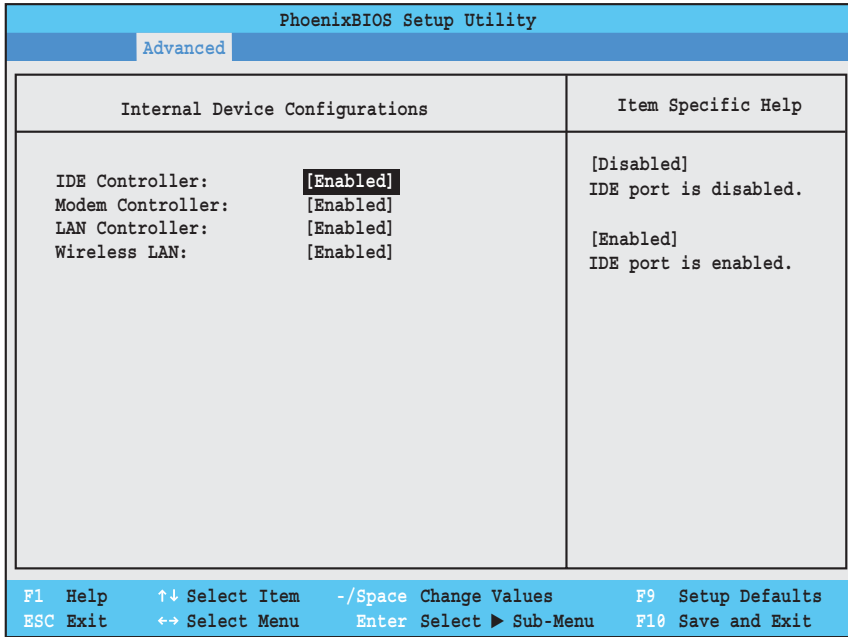 PhoenixBIOS Setup Utility
Advanced
Internal Device Configurations
Item Specific Help
IDE Controller: [Enabled]
Modem Controller: [Enabled]
LAN Controller: [Enabled]
Wireless LAN: [Enabled]
[Disabled]
IDE port is disabled.
[Enabled]
IDE port is enabled.
F1 Help ↑↓ Select Item -/Space Change Values F9 Setup Defaults
ESC Exit ←→ Select Menu Enter Select ▶ Sub-Menu F10 Save and Exit